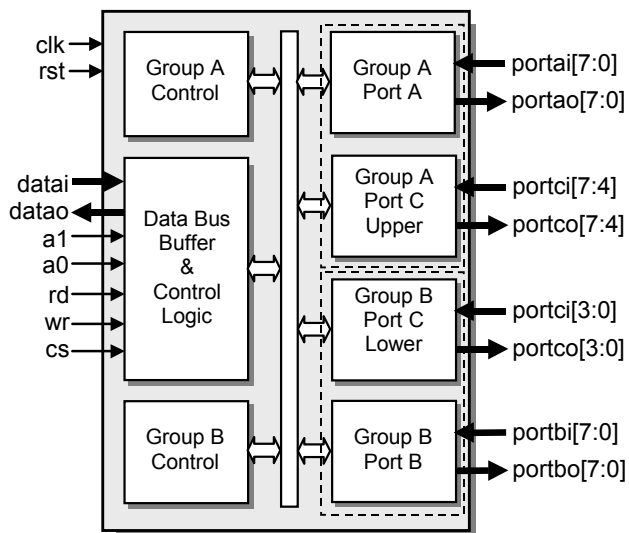 clk
rst
datai
datao
a1
a0
rd
wr
cs
Group A
Control
Data Bus
Buffer
&
Control
Logic
Group B
Control
Group A
Port A
Group A
Port C
Upper
Group B
Port C
Lower
Group B
Port B
portai[7:0]
portao[7:0]
portci[7:4]
portco[7:4]
portci[3:0]
portco[3:0]
portbi[7:0]
portbo[7:0]